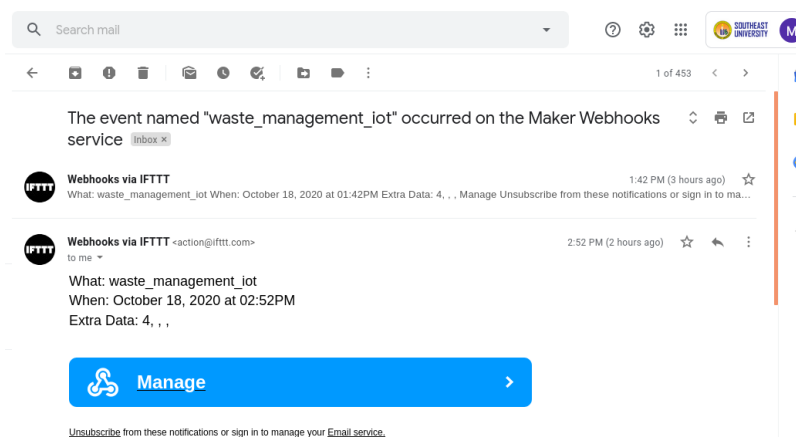 Search mail
SOUTHEAST
UNIVERSITY
M
1 of 453
The event named "waste_management_iot" occurred on the Maker Webhooks
service Inbox ×
IFTTT
Webhooks via IFTTT 1:42 PM (3 hours ago)
What: waste_management_iot When: October 18, 2020 at 01:42PM Extra Data: 4, , , Manage Unsubscribe from these notifications or sign in to ma...
IFTTT
Webhooks via IFTTT <action@ifttt.com> 2:52 PM (2 hours ago)
to me
What: waste_management_iot
When: October 18, 2020 at 02:52PM
Extra Data: 4, , ,
Manage
Unsubscribe from these notifications or sign in to manage your Email service.